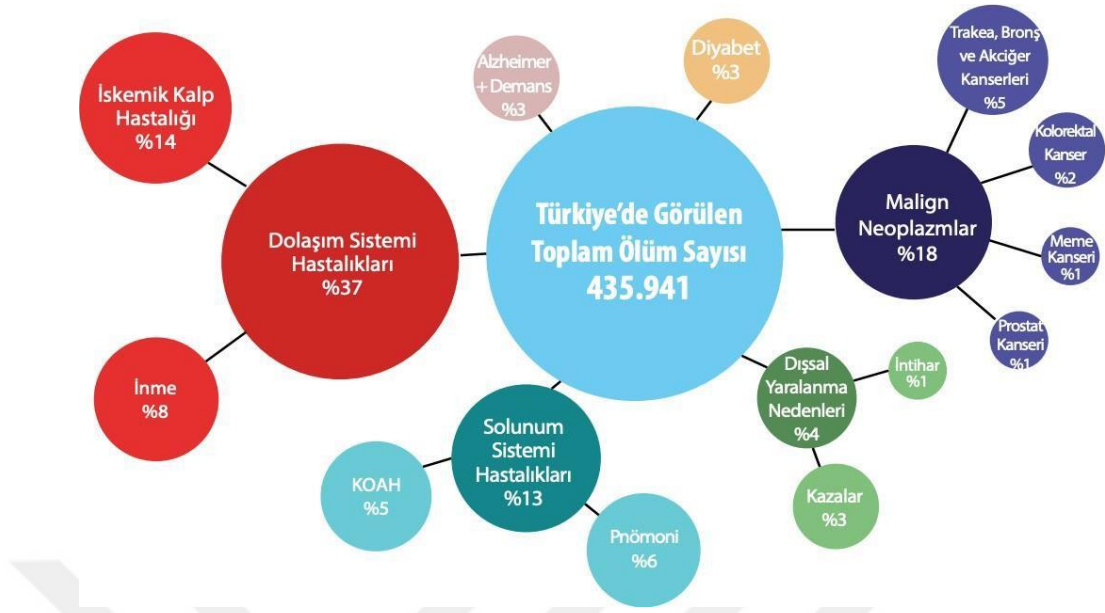 İskemik Kalp
Hastalığı
%14
Alzheimer
+ Demans
%3
Diyabet
%3
Trakea, Bronş
ve Akciğer
Kanserleri
%5
Kolorektal
Kanser
%2
Dolaşım Sistemi
Hastalıkları
%37
Türkiye’de Görülen
Toplam Ölüm Sayısı
435.941
Malign
Neoplazmlar
%18
Meme
Kanseri
%1
Prostat
Kanseri
%1
İnme
%8
Solunum
Sistemi
Hastalıkları
%13
Dışsal
Yaralanma
Nedenleri
%4
İntihar
%1
KOAH
%5
Pnömoni
%6
Kazalar
%3